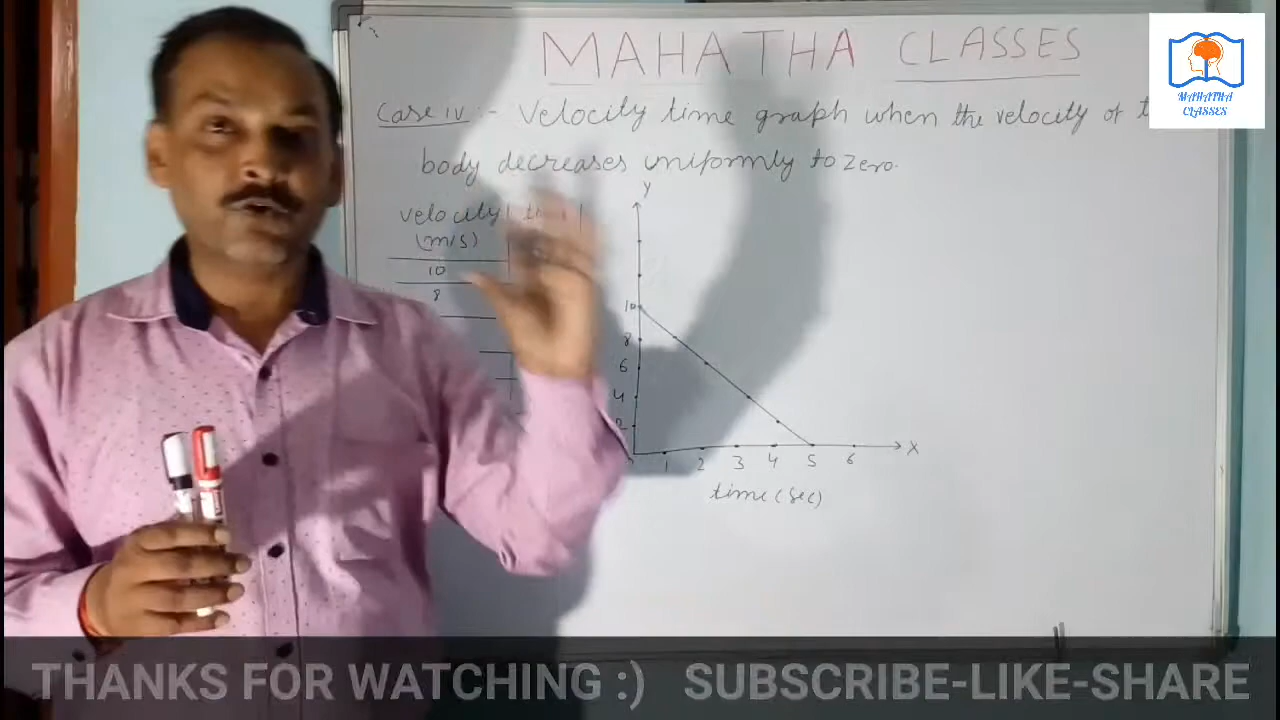 MAHATHA CLASSES
MAHATHA
CLASSES
Case IV :- Velocity time graph when the velocity of
body decreases uniformly to zero.
velocity
(m/s)
10
8
Y
10
8
6
4
2
1 2 3 4 5 6 X
time (sec)
THANKS FOR WATCHING :) SUBSCRIBE-LIKE-SHARE